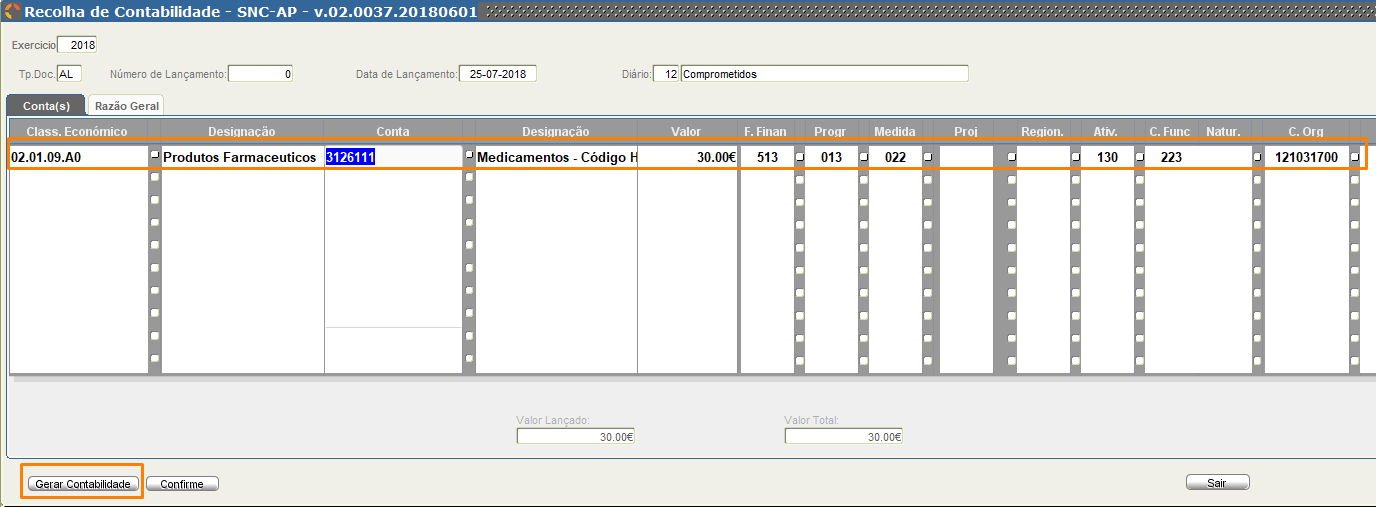 Recolha de Contabilidade - SNC-AP - v.02.0037.20180601
Exercicio 2018
Tp.Doc. AL Número de Lançamento: 0 Data de Lançamento: 25-07-2018 Diário: 12 Comprometidos
Conta(s) Razão Geral
Class. Económico Designação Conta Designação Valor F. Finan Progr Medida Proj Region. Ativ. C. Func Natur. C. Org
02.01.09.A0 Produtos Farmaceuticos 3126111 Medicamentos - Código H 30.00€ 513 013 022 130 223 121031700
Valor Lançado: Valor Total:
30.00€ 30.00€
Gerar Contabilidade Confirme Sair